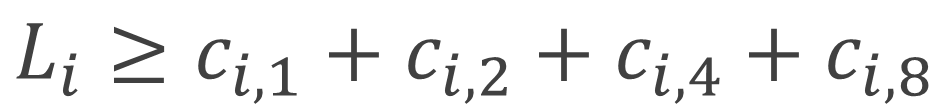 L_i ≥ c_{i,1} + c_{i,2} + c_{i,4} + c_{i,8}